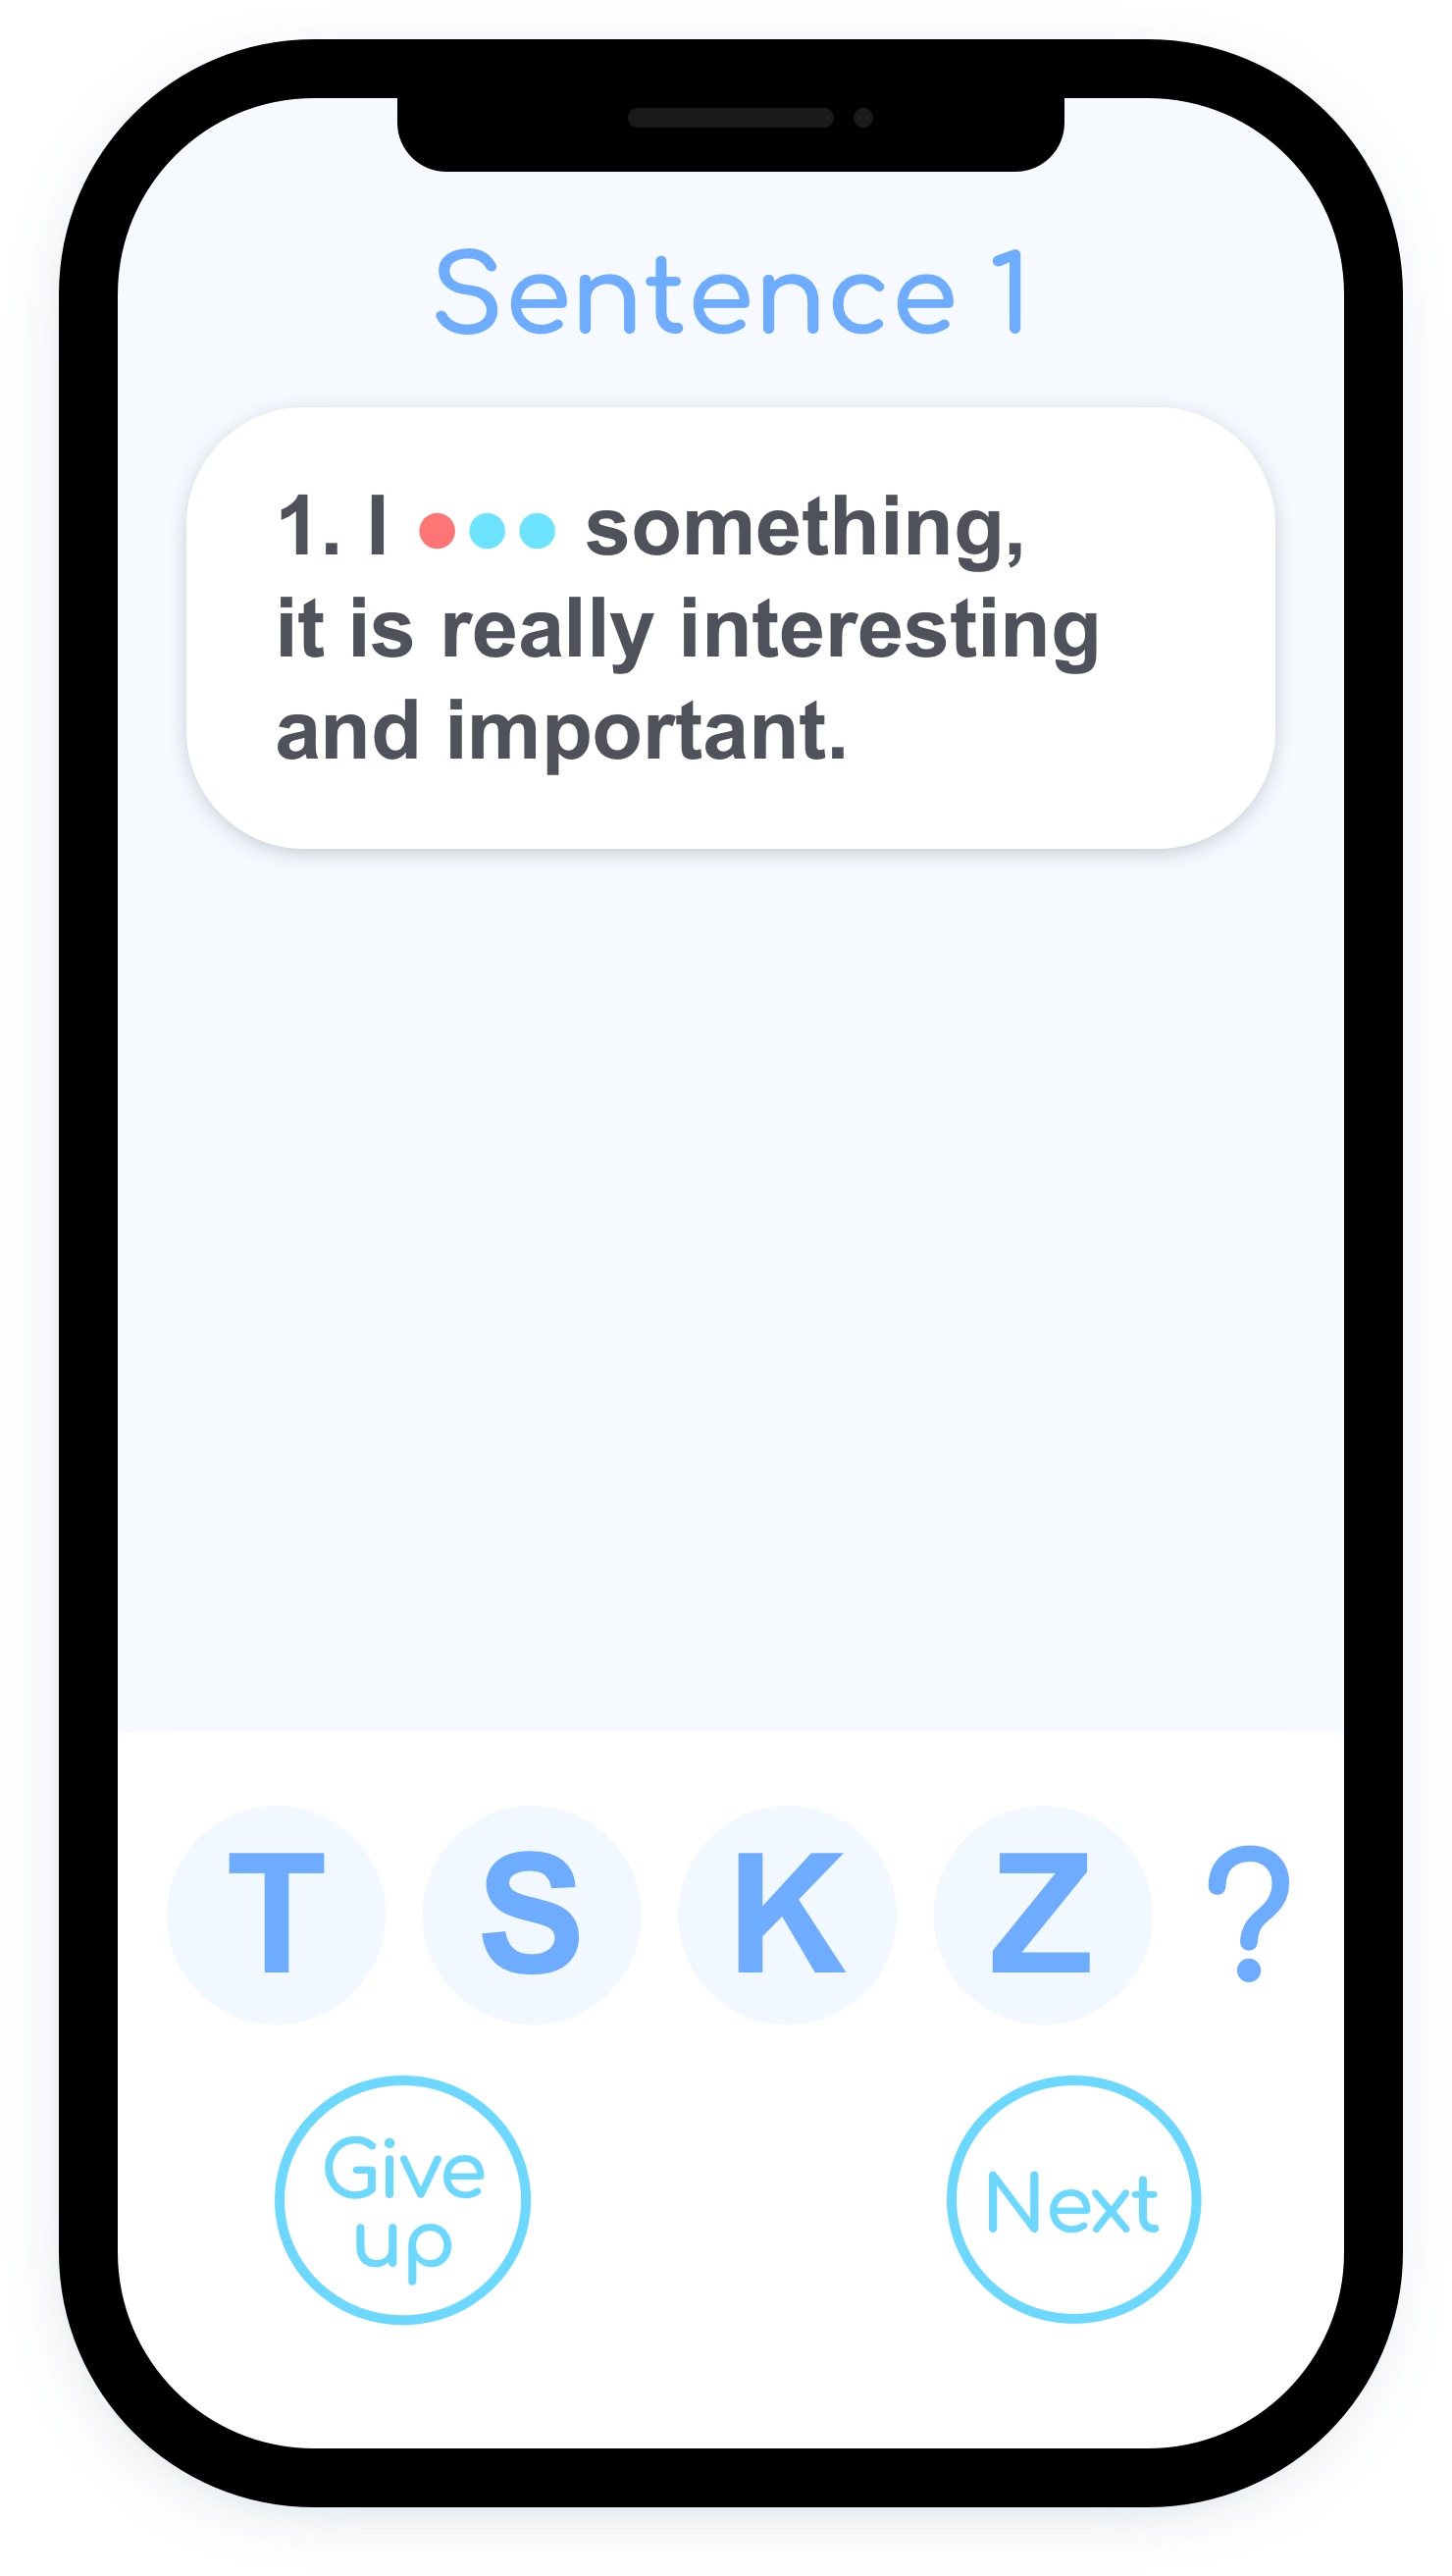 Sentence 1
1. I ●●● something,
it is really interesting
and important.
T S K Z ?
Give
up
Next